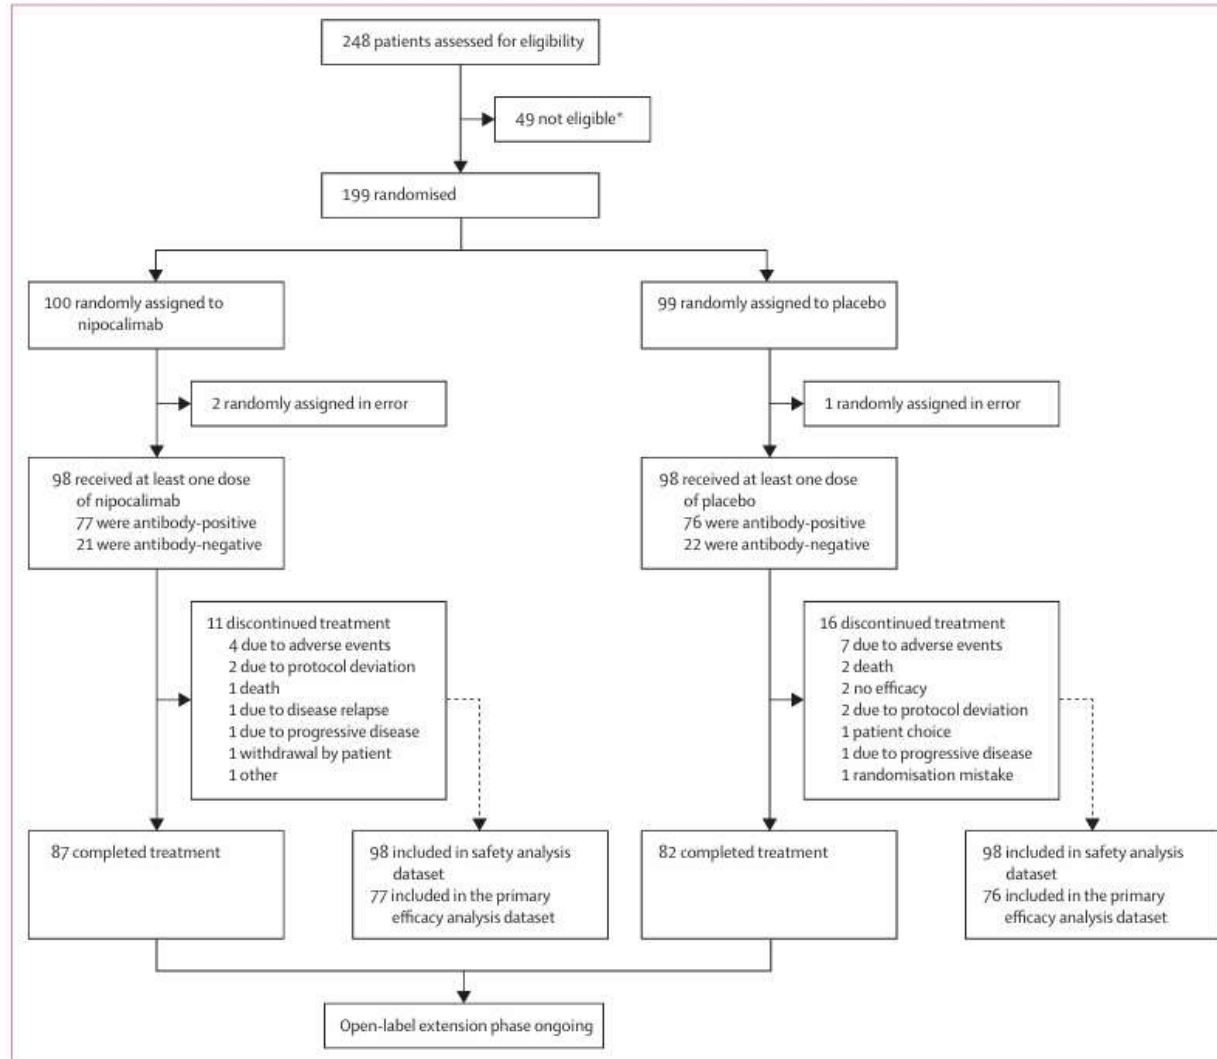 248 patients assessed for eligibility
49 not eligible*
199 randomised
100 randomly assigned to
nipocalimab
99 randomly assigned to placebo
2 randomly assigned in error
1 randomly assigned in error
98 received at least one dose
of nipocalimab
77 were antibody-positive
21 were antibody-negative
98 received at least one dose
of placebo
76 were antibody-positive
22 were antibody-negative
11 discontinued treatment
4 due to adverse events
2 due to protocol deviation
1 death
1 due to disease relapse
1 due to progressive disease
1 withdrawal by patient
1 other
16 discontinued treatment
7 due to adverse events
2 death
2 no efficacy
2 due to protocol deviation
1 patient choice
1 due to progressive disease
1 randomisation mistake
87 completed treatment
98 included in safety analysis
dataset
77 included in the primary
efficacy analysis dataset
82 completed treatment
98 included in safety analysis
dataset
76 included in the primary
efficacy analysis dataset
Open-label extension phase ongoing